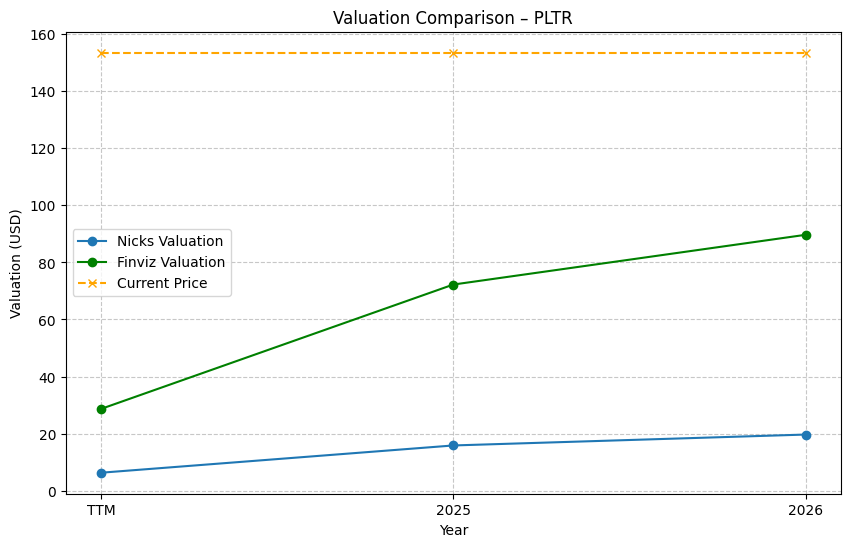 Valuation Comparison – PLTR
Valuation (USD)
160
140
120
100
80
60
40
20
0
Nicks Valuation
Finviz Valuation
Current Price
TTM
2025
2026
Year